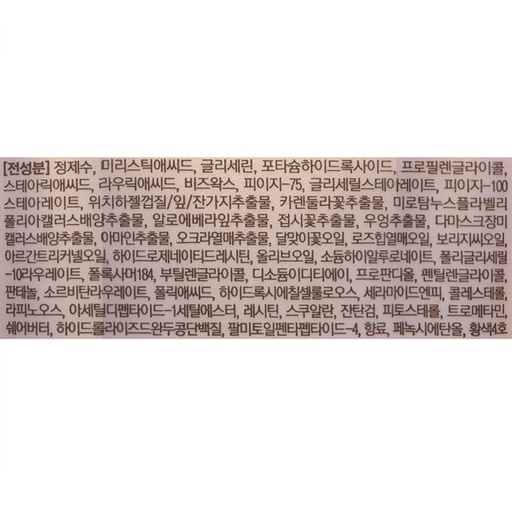 [전성분] 정제수, 미리스틱애씨드, 글리세린, 포타슘하이드록사이드, 프로필렌글라이콜,
스테아릭애씨드, 라우릭애씨드, 비즈왁스, 피이지-75, 글리세릴스테아레이트, 피이지-100
스테아레이트, 위치하젤껍질/잎/잔가지추출물, 카렌둘라꽃추출물, 미로탐누스플라벨리
폴리아캘러스배양추출물, 알로에베라잎추출물, 접시꽃추출물, 우엉추출물, 다마스크장미
캘러스배양추출물, 아마인추출물, 오크라열매추출물, 달맞이꽃오일, 로즈힙열매오일, 보리지씨오일,
아르간트리커넬오일, 하이드로제네이티드레시틴, 올리브오일, 소듐하이알루로네이트, 폴리글리세릴
-10라우레이트, 폴록사머184, 부틸렌글라이콜, 디소듐이디티에이, 프로판디올, 펜틸렌글라이콜,
판테놀, 소르비탄라우레이트, 폴릭애씨드, 하이드록시에칠셀룰로오스, 세라마이드엔피, 콜레스테롤,
라피노오스, 아세틸디펩타이드-1세틸에스터, 레시틴, 스쿠알란, 잔탄검, 피토스테롤, 트로메타민,
쉐어버터, 하이드롤라이즈드완두콩단백질, 팔미토일펜타펩타이드-4, 향료, 페녹시에탄올, 황색4호